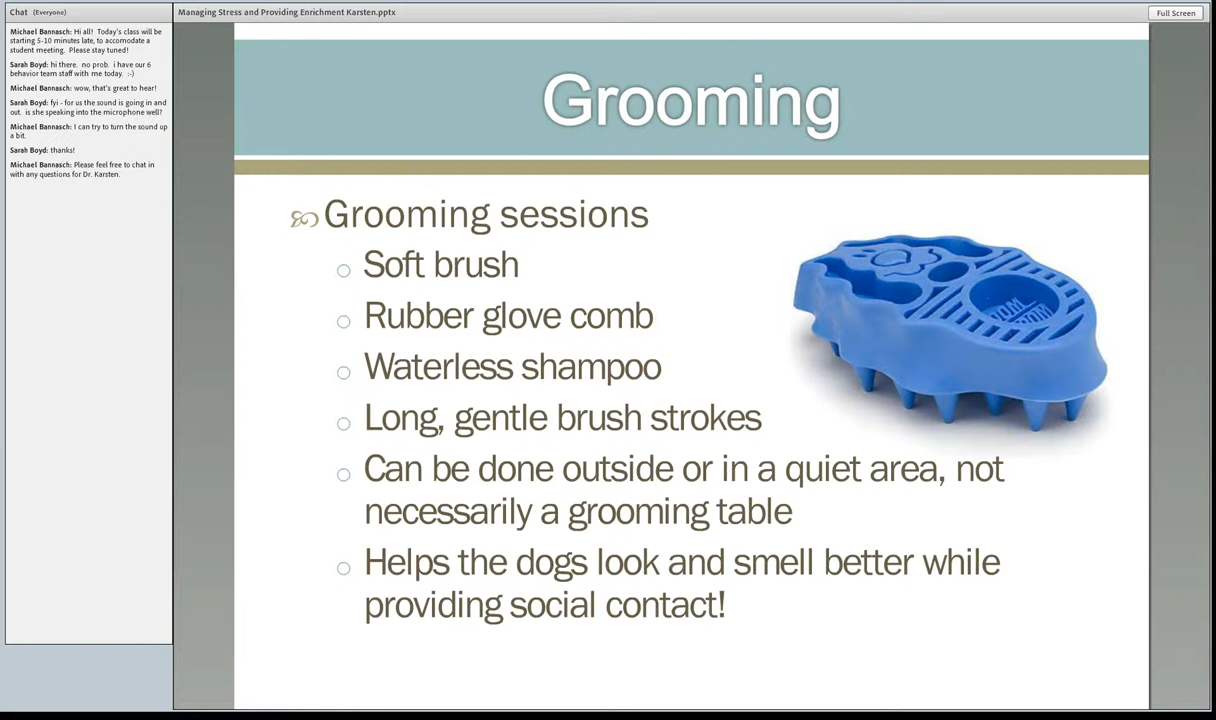 Chat (Everyone)
Michael Bannasch: Hi all! Today's class will be
starting 5-10 minutes late, to accomodate a
student meeting. Please stay tuned!
Sarah Boyd: hi there. no prob. i have our 6
behavior team staff with me today. :-)
Michael Bannasch: wow, that's great to hear!
Sarah Boyd: fyi - for us the sound is going in and
out. is she speaking into the microphone well?
Michael Bannasch: I can try to turn the sound up
a bit.
Sarah Boyd: thanks!
Michael Bannasch: Please feel free to chat in
with any questions for Dr. Karsten.
Managing Stress and Providing Enrichment Karsten.pptx
Full Screen
Grooming
Grooming sessions
Soft brush
Rubber glove comb
Waterless shampoo
Long, gentle brush strokes
Can be done outside or in a quiet area, not
necessarily a grooming table
Helps the dogs look and smell better while
providing social contact!
ZOOM